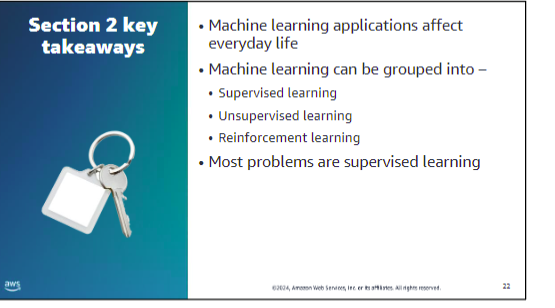 Section 2 key
takeaways
• Machine learning applications affect
everyday life
• Machine learning can be grouped into –
• Supervised learning
• Unsupervised learning
• Reinforcement learning
• Most problems are supervised learning
aws
©2024, Amazon Web Services, Inc. or its affiliates. All rights reserved.
22